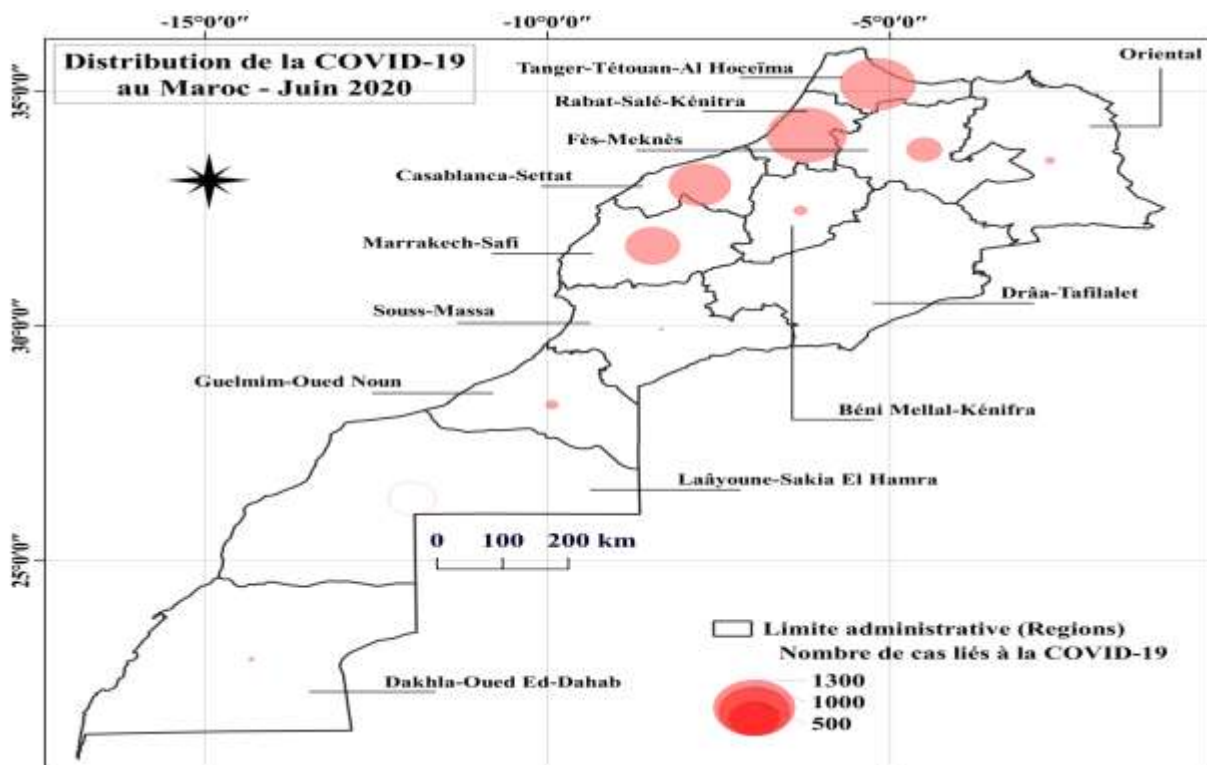 -15°0′0″
-10°0′0″
-5°0′0″
Distribution de la COVID-19
au Maroc - Juin 2020
Oriental
Tanger-Tétouan-Al Hoceïma
35°0′0″
Rabat-Salé-Kénitra
Fès-Meknès
Casablanca-Settat
Marrakech-Safi
Drâa-Tafilalet
Souss-Massa
30°0′0″
Guelmim-Oued Noun
Béni Mellal-Kénifra
Laâyoune-Sakia El Hamra
0 100 200 km
25°0′0″
Limite administrative (Regions)
Nombre de cas liés à la COVID-19
1300
1000
500
Dakhla-Oued Ed-Dahab